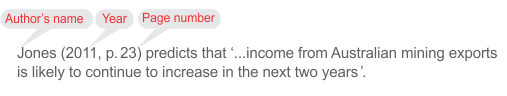 Author's name Year Page number
Jones (2011, p. 23) predicts that ‘...income from Australian mining exports
is likely to continue to increase in the next two years’.